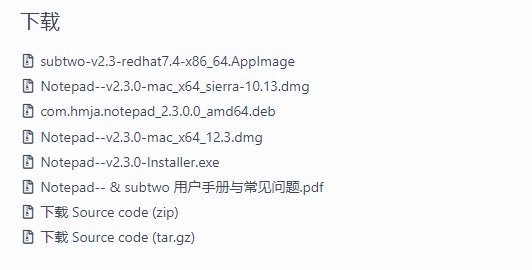 下载
subtwo-v2.3-redhat7.4-x86_64.AppImage
Notepad--v2.3.0-mac_x64_sierra-10.13.dmg
com.hmja.notepad_2.3.0.0_amd64.deb
Notepad--v2.3.0-mac_x64_12.3.dmg
Notepad--v2.3.0-Installer.exe
Notepad-- & subtwo 用户手册与常见问题.pdf
下载 Source code (zip)
下载 Source code (tar.gz)